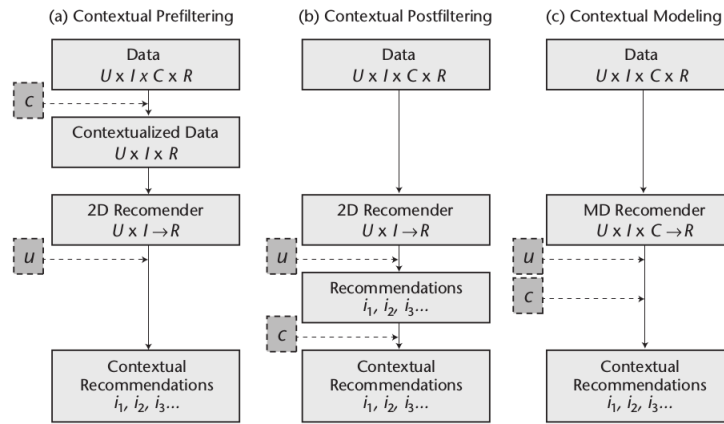 (a) Contextual Prefiltering
Data
U x I x C x R
c
Contextualized Data
U x I x R
2D Recomender
U x I → R
u
Contextual
Recommendations
i1, i2, i3...
(b) Contextual Postfiltering
Data
U x I x C x R
2D Recomender
U x I → R
u
Recommendations
i1, i2, i3...
c
Contextual
Recommendations
i1, i2, i3...
(c) Contextual Modeling
Data
U x I x C x R
MD Recomender
U x I x C → R
u
c
Contextual
Recommendations
i1, i2, i3...